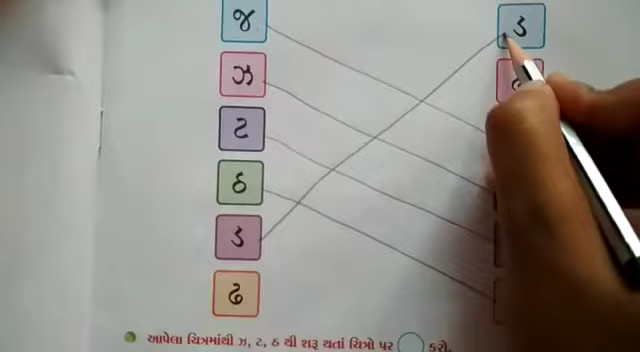 જ
ડ
ઝ
ટ
ઠ
ડ
ઢ
આપેલા ચિત્રમાંથી ઝ, ટ, ઠ થી શરૂ થતાં ચિત્રો પર ◯ કરો.